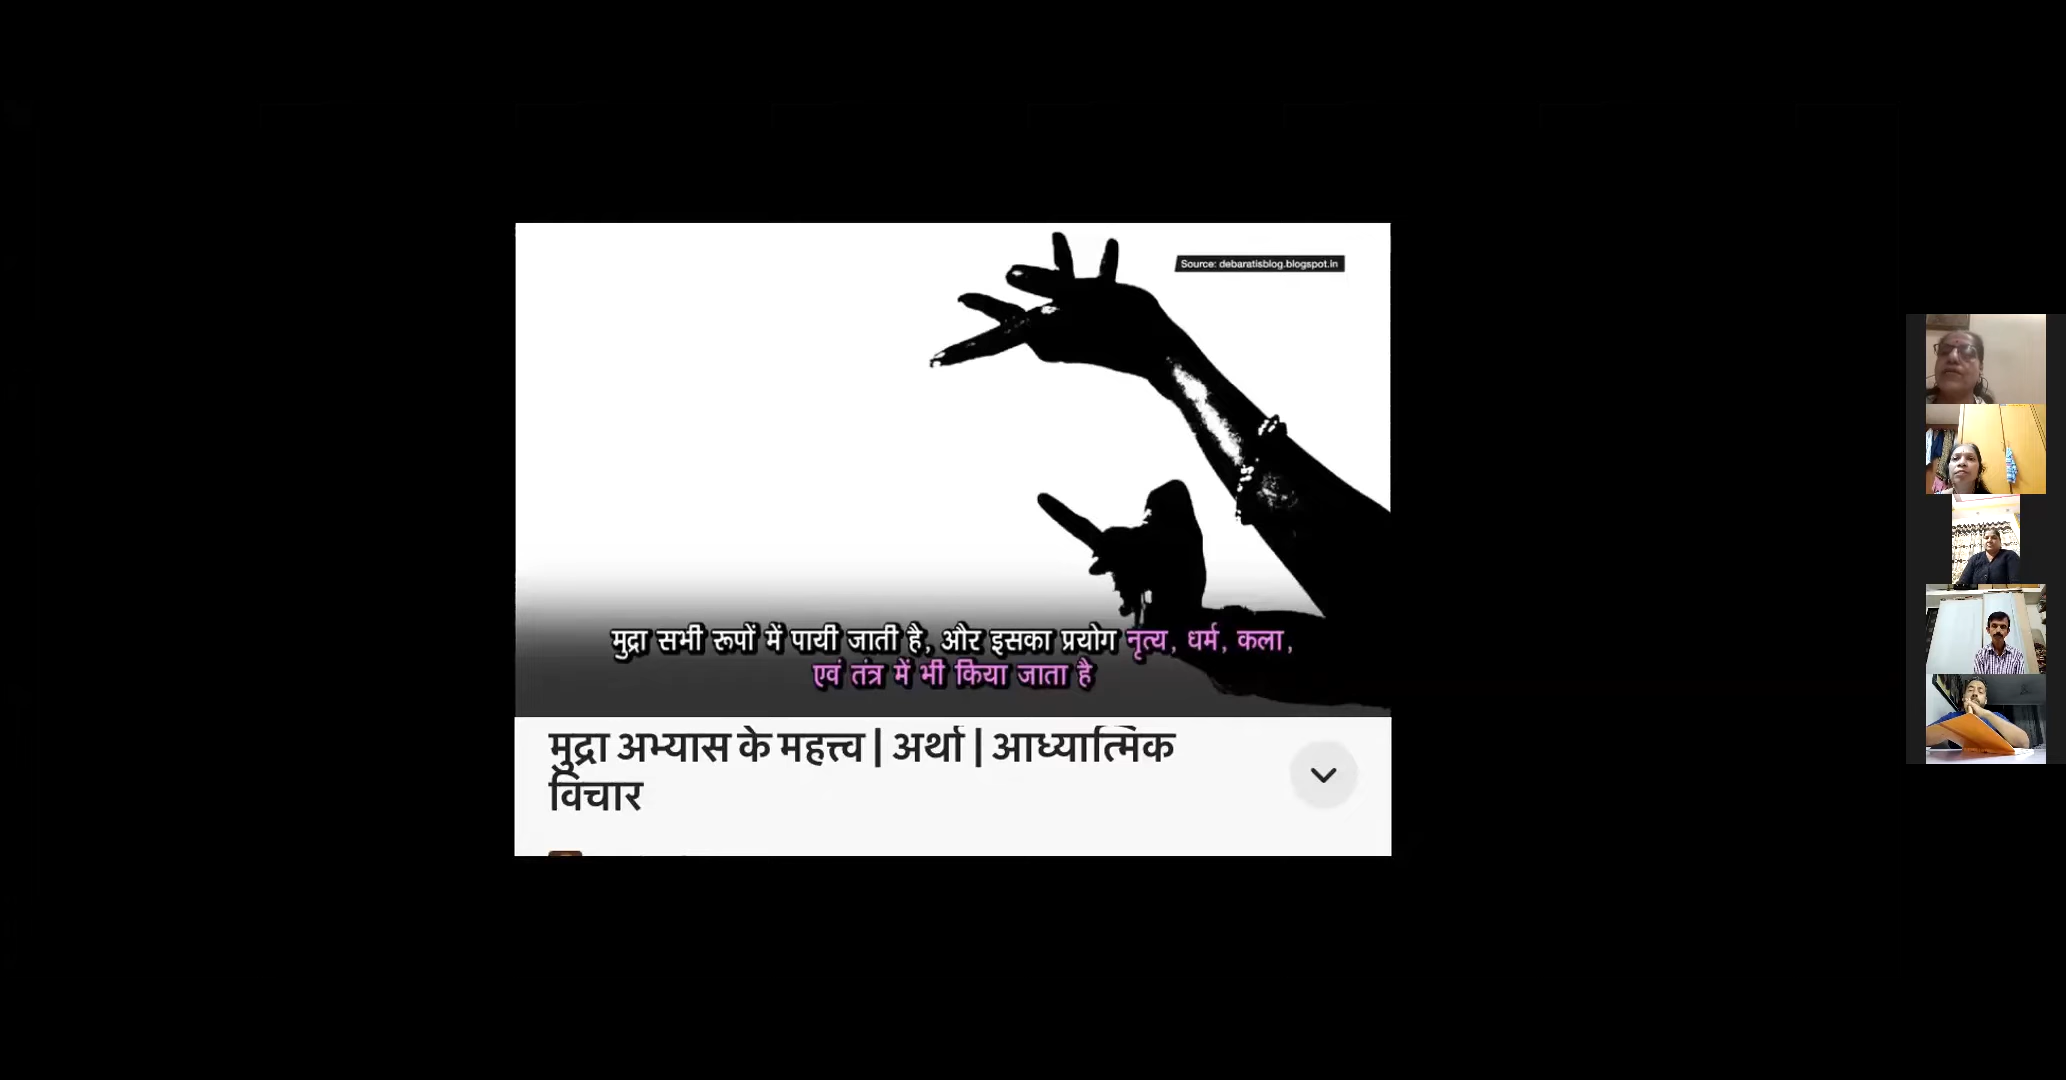 Source: debaratisblog.blogspot.in
मुद्रा सभी रूपों में पायी जाती है, और इसका प्रयोग नृत्य, धर्म, कला,
एवं तंत्र में भी किया जाता है
मुद्रा अभ्यास के महत्त्व | अर्था | आध्यात्मिक
विचार